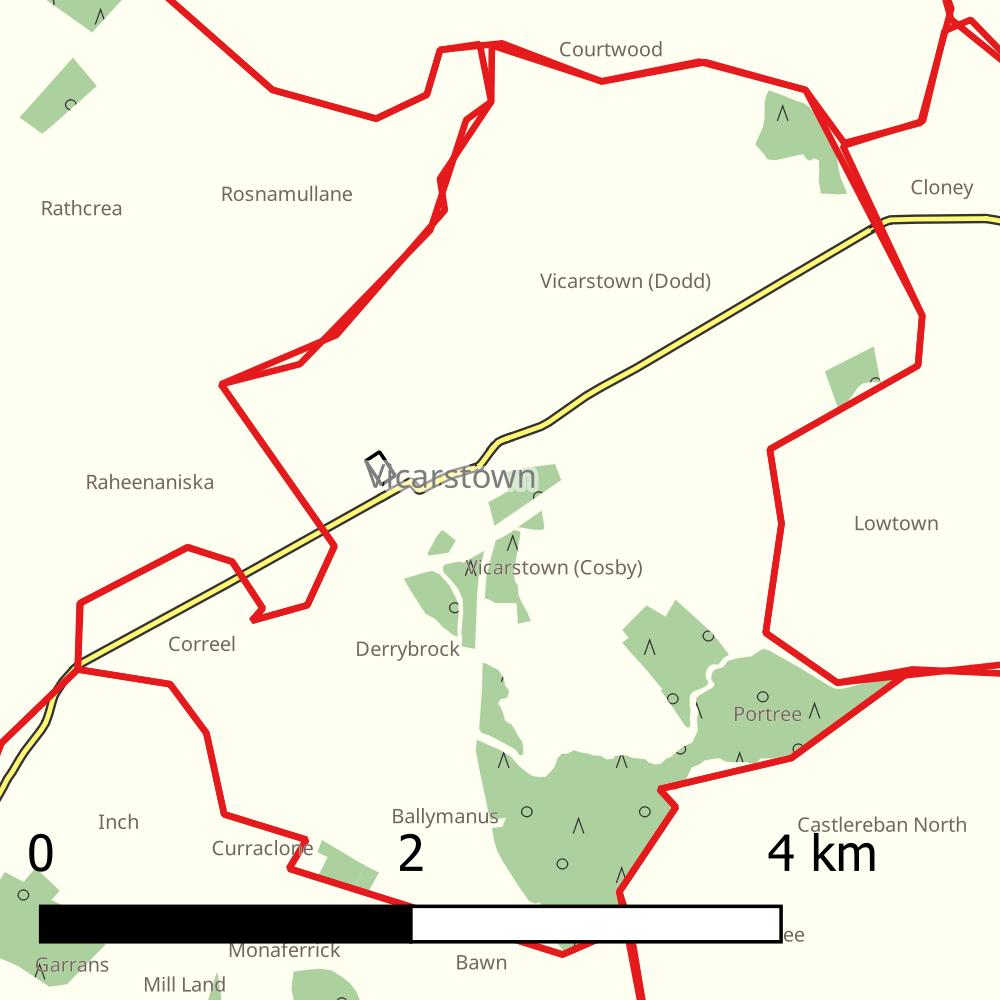 Courtwood
Cloney
Rosnamullane
Rathcrea
Vicarstown (Dodd)
Vicarstown
Raheenaniska
Lowtown
Vicarstown (Cosby)
Correel
Derrybrock
Portree
Ballymanus
Inch
Castlereban North
Curraclone
0 2 4 km
ee
Monaferrick
Bawn
Garrans
Mill Land